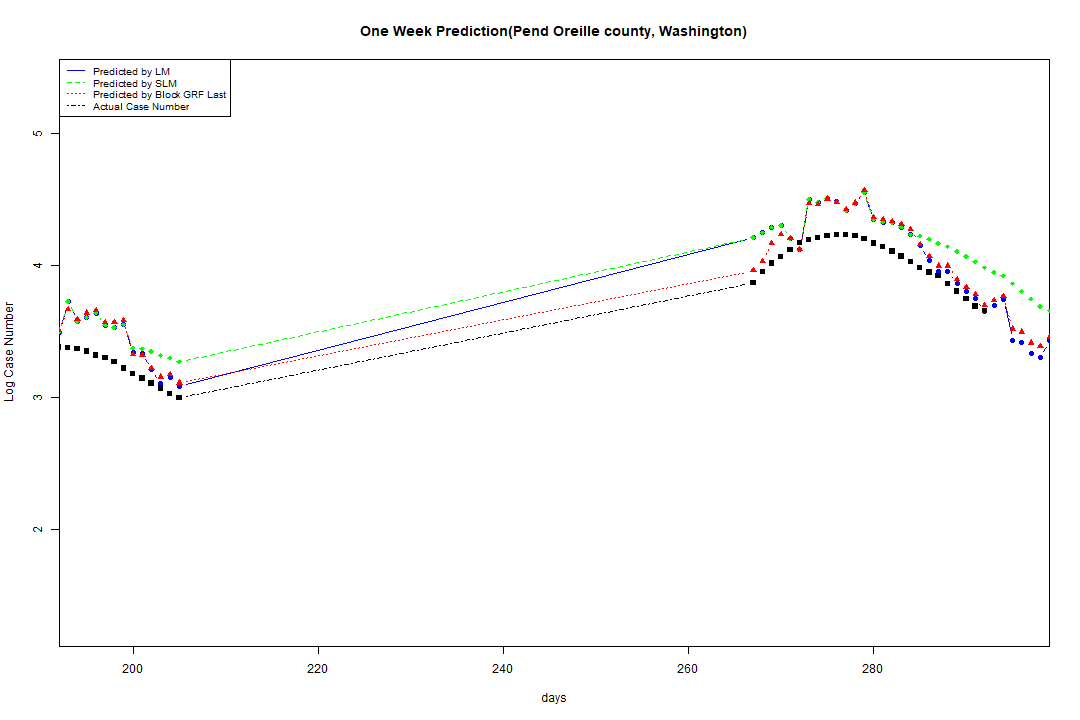 One Week Prediction(Pend Oreille county, Washington)
Predicted by LM
Predicted by SLM
Predicted by Block GRF Last
Actual Case Number
5
4
3
2
Log Case Number
200 220 240 260 280
days